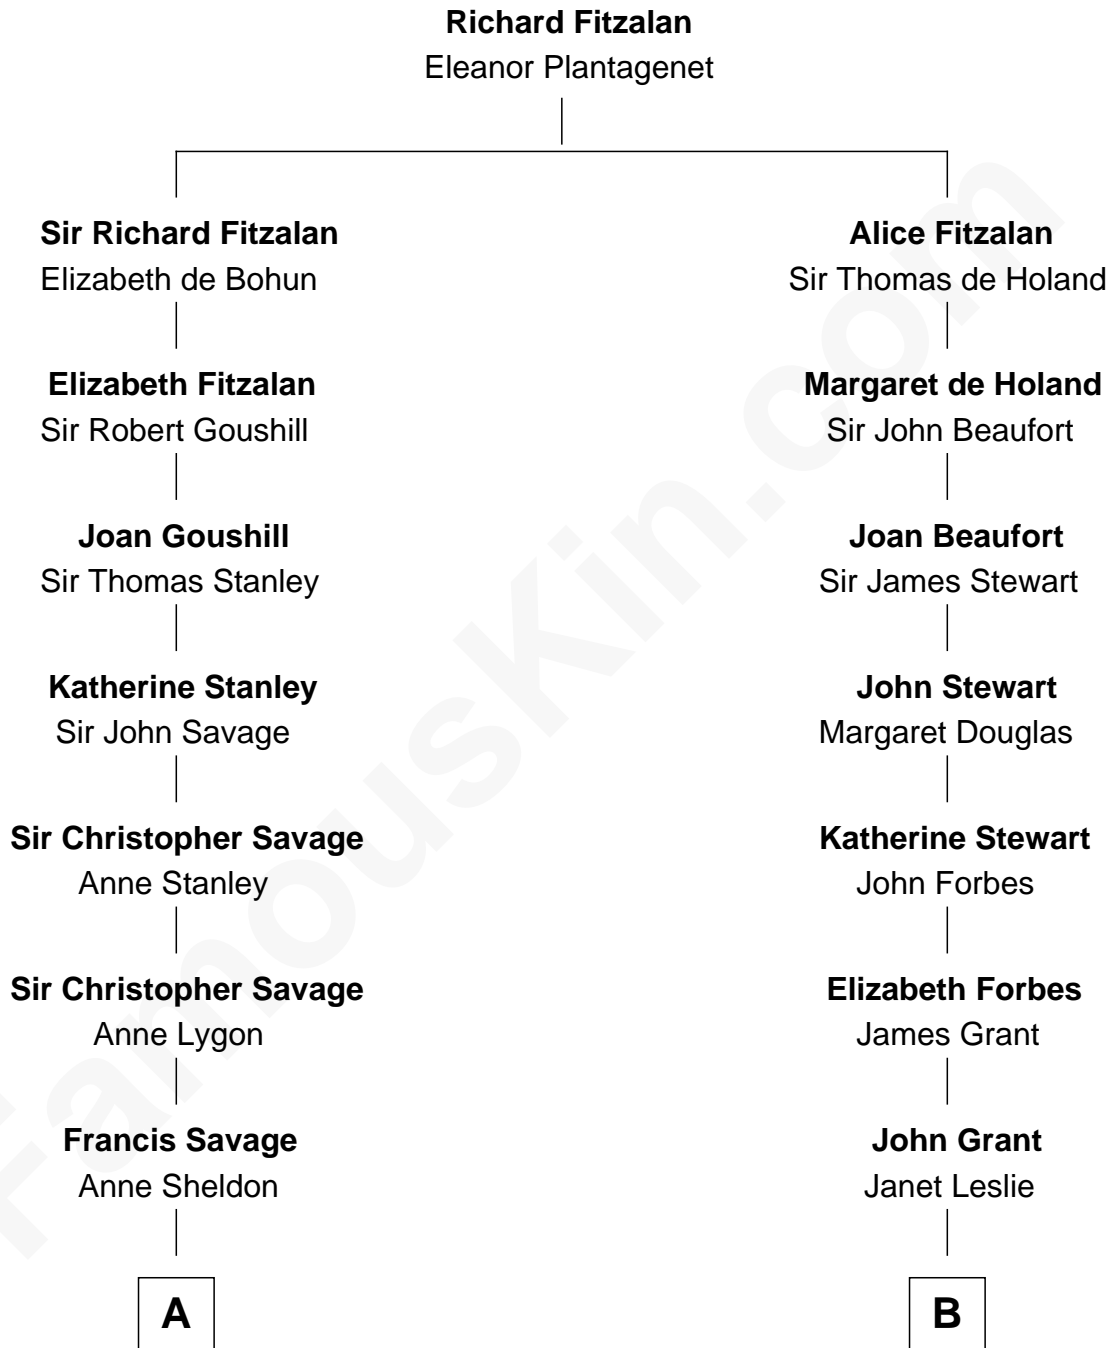 Richard Fitzalan
Eleanor Plantagenet
Sir Richard Fitzalan
Elizabeth de Bohun
Alice Fitzalan
Sir Thomas de Holand
Elizabeth Fitzalan
Sir Robert Goushill
Margaret de Holand
Sir John Beaufort
Joan Goushill
Sir Thomas Stanley
Joan Beaufort
Sir James Stewart
Katherine Stanley
Sir John Savage
John Stewart
Margaret Douglas
Sir Christopher Savage
Anne Stanley
Katherine Stewart
John Forbes
Sir Christopher Savage
Anne Lygon
Elizabeth Forbes
James Grant
Francis Savage
Anne Sheldon
John Grant
Janet Leslie
A
B
FamousKin.com